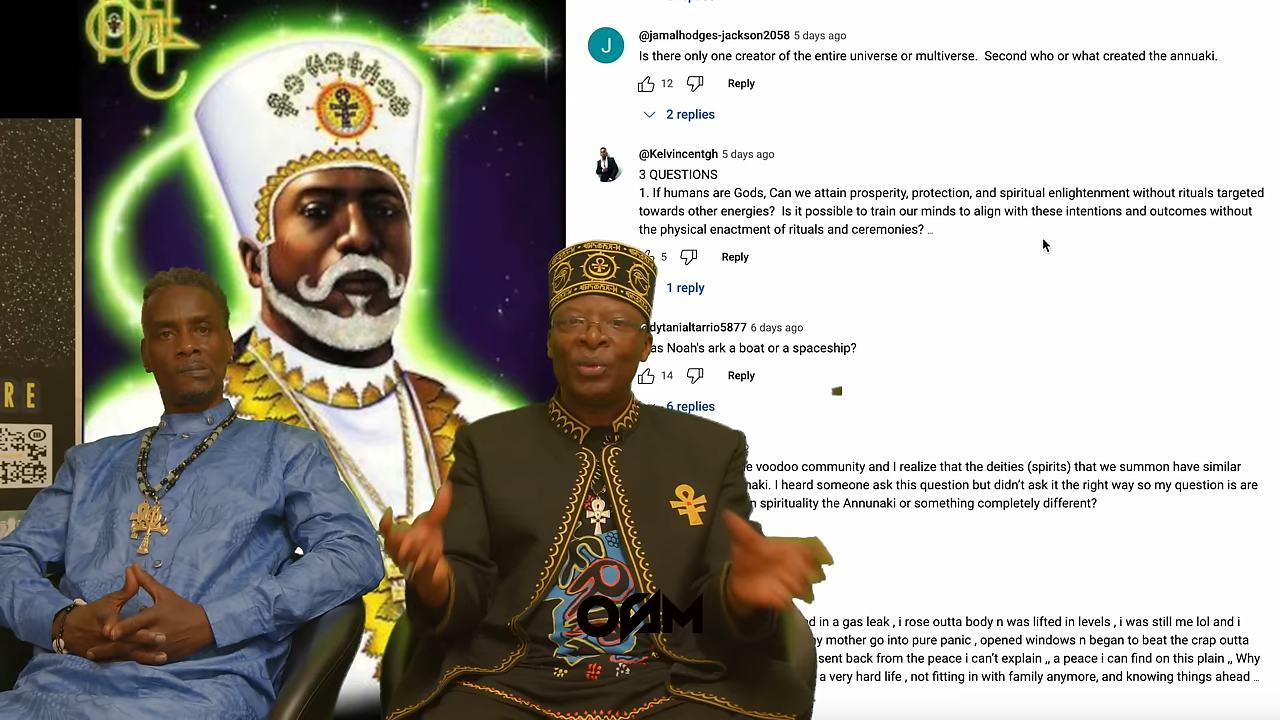 @jamalhodges-jackson2058 5 days ago
Is there only one creator of the entire universe or multiverse. Second who or what created the annuaki.
12 Reply
2 replies
@Kelvincentgh 5 days ago
3 QUESTIONS
1. If humans are Gods, Can we attain prosperity, protection, and spiritual enlightenment without rituals targeted
towards other energies? Is it possible to train our minds to align with these intentions and outcomes without
the physical enactment of rituals and ceremonies? ...
5 Reply
1 reply
dytanialtarrio5877 6 days ago
as Noah's ark a boat or a spaceship?
14 Reply
6 replies
RE
e voodoo community and I realize that the deities (spirits) that we summon have similar
naki. I heard someone ask this question but didn't ask it the right way so my question is are
n spirituality the Annunaki or something completely different?
d in a gas leak , i rose outta body n was lifted in levels , i was still me lol and i
y mother go into pure panic , opened windows n began to beat the crap outta
sent back from the peace i can't explain ,, a peace i can find on this plain ,, Why
a very hard life , not fitting in with family anymore, and knowing things ahead ...